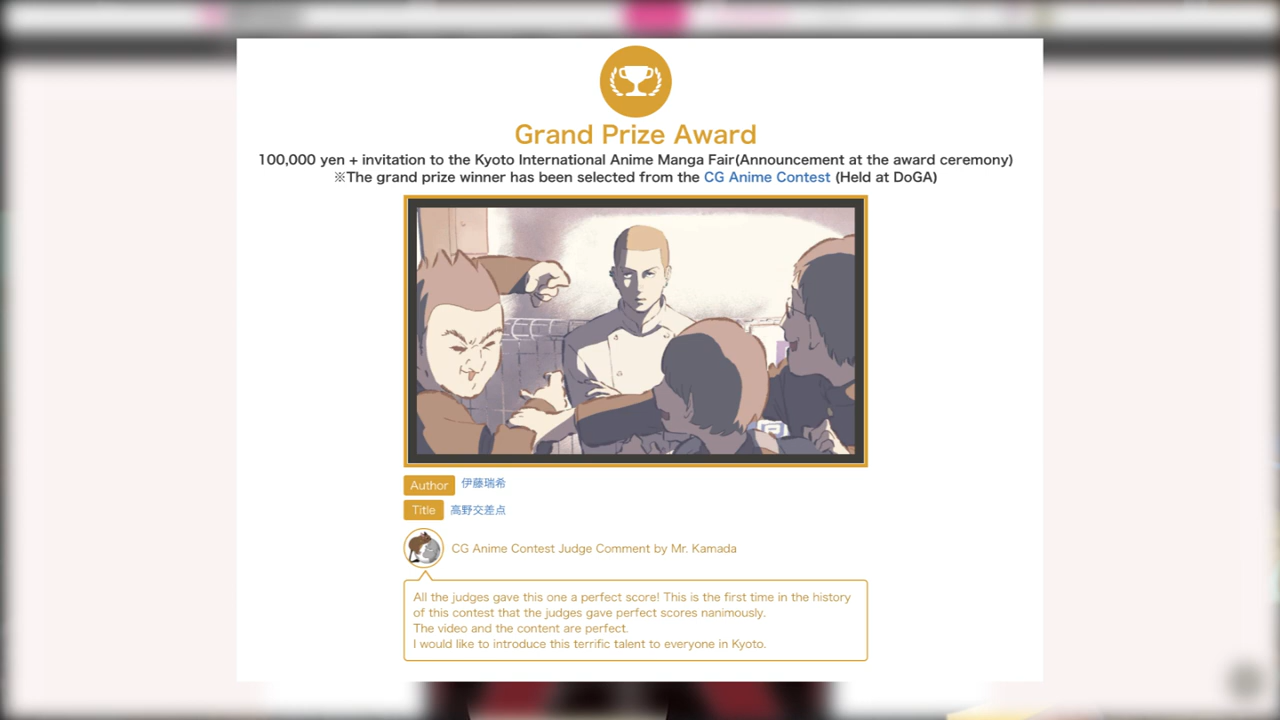 Grand Prize Award
100,000 yen + invitation to the Kyoto International Anime Manga Fair(Announcement at the award ceremony)
※The grand prize winner has been selected from the CG Anime Contest (Held at DoGA)
Author 伊藤瑞希
Title 高野交差点
CG Anime Contest Judge Comment by Mr. Kamada
All the judges gave this one a perfect score! This is the first time in the history
of this contest that the judges gave perfect scores nanimously.
The video and the content are perfect.
I would like to introduce this terrific talent to everyone in Kyoto.